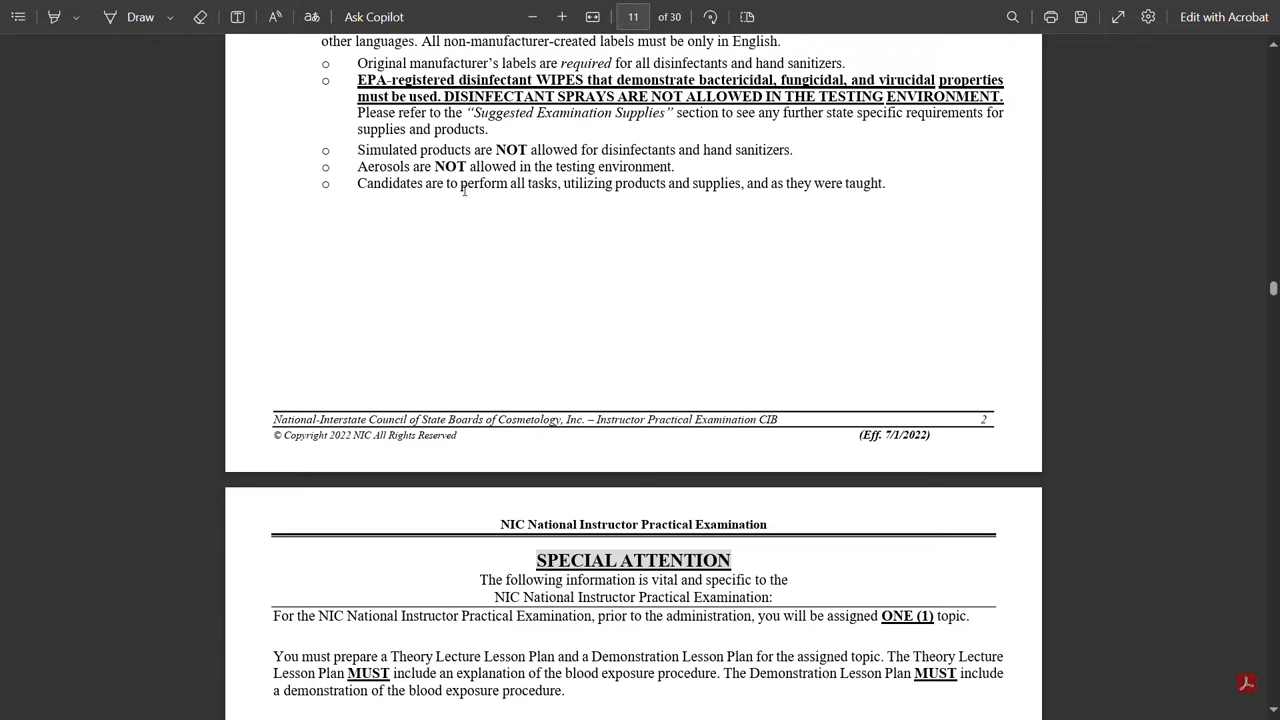 Draw
Ask Copilot
11
of 30
Edit with Acrobat
other languages. All non-manufacturer-created labels must be only in English.
o Original manufacturer's labels are required for all disinfectants and hand sanitizers.
o EPA-registered disinfectant WIPES that demonstrate bactericidal, fungicidal, and virucidal properties
must be used. DISINFECTANT SPRAYS ARE NOT ALLOWED IN THE TESTING ENVIRONMENT.
Please refer to the “Suggested Examination Supplies” section to see any further state specific requirements for
supplies and products.
o Simulated products are NOT allowed for disinfectants and hand sanitizers.
o Aerosols are NOT allowed in the testing environment.
o Candidates are to perform all tasks, utilizing products and supplies, and as they were taught.
National-Interstate Council of State Boards of Cosmetology, Inc. – Instructor Practical Examination CIB 2
© Copyright 2022 NIC All Rights Reserved (Eff. 7/1/2022)
NIC National Instructor Practical Examination
SPECIAL ATTENTION
The following information is vital and specific to the
NIC National Instructor Practical Examination:
For the NIC National Instructor Practical Examination, prior to the administration, you will be assigned ONE (1) topic.
You must prepare a Theory Lecture Lesson Plan and a Demonstration Lesson Plan for the assigned topic. The Theory Lecture
Lesson Plan MUST include an explanation of the blood exposure procedure. The Demonstration Lesson Plan MUST include
a demonstration of the blood exposure procedure.